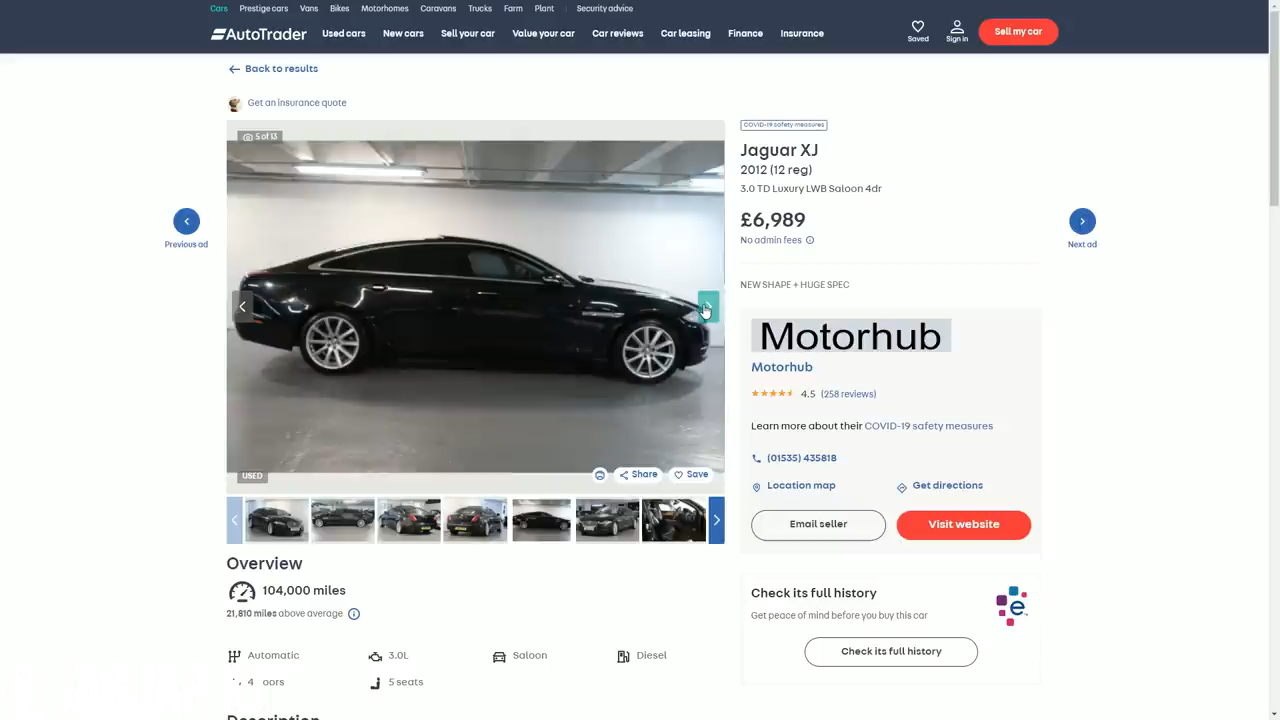 Cars Prestige cars Vans Bikes Motorhomes Caravans Trucks Farm Plant Security advice
AutoTrader Used cars New cars Sell your car Value your car Car reviews Car leasing Finance Insurance Saved Sign in Sell my car
Back to results
Get an insurance quote
5 of 13
COVID-19 safety measures
Jaguar XJ
2012 (12 reg)
3.0 TD Luxury LWB Saloon 4dr
£6,989
No admin fees
Previous ad
Next ad
NEW SHAPE + HUGE SPEC
Motorhub
Motorhub
4.5 (258 reviews)
Learn more about their COVID-19 safety measures
(01535) 435818
USED
Share
Save
Location map
Get directions
Email seller
Visit website
Overview
104,000 miles
21,810 miles above average
Check its full history
Get peace of mind before you buy this car
Check its full history
Automatic
3.0L
Saloon
Diesel
4 oors
5 seats